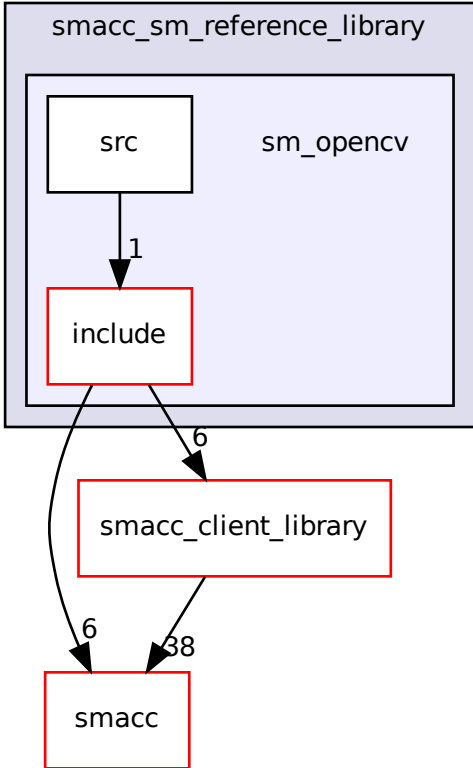 smacc_sm_reference_library
src
sm_opencv
1
include
6
smacc_client_library
6
38
smacc